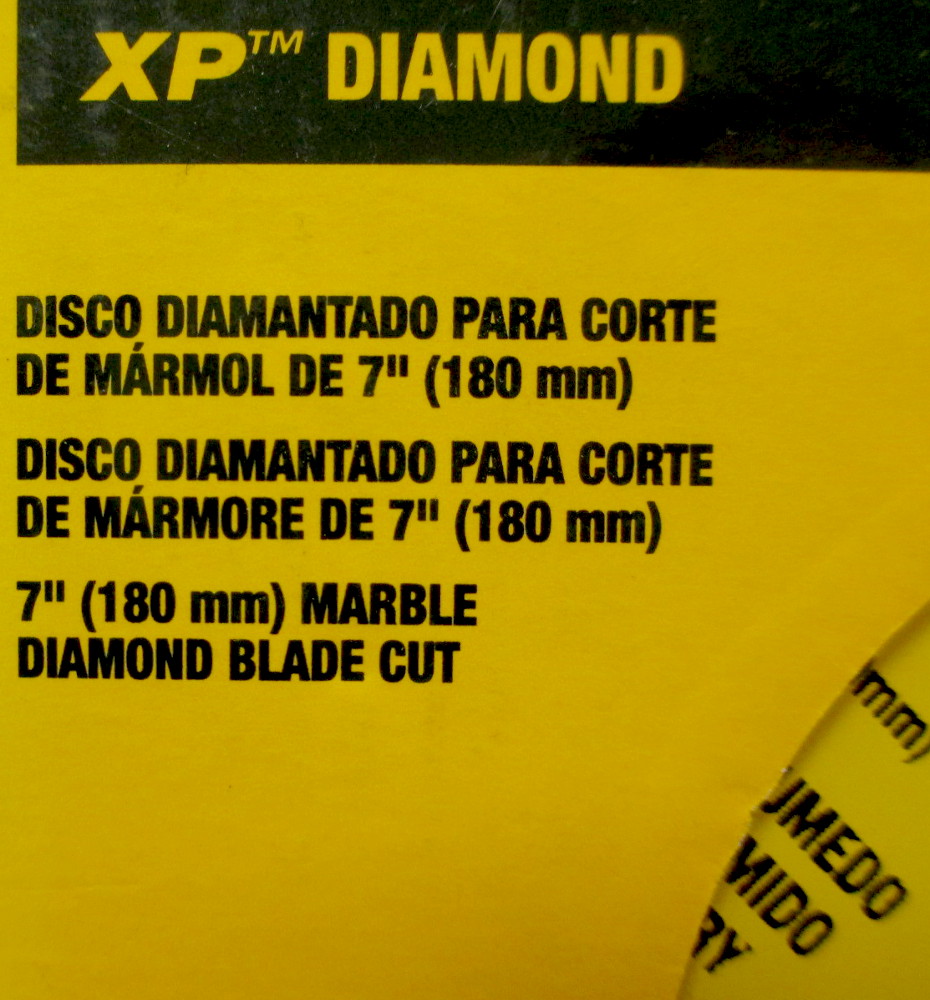 XP™ DIAMOND
DISCO DIAMANTADO PARA CORTE
DE MÁRMOL DE 7" (180 mm)
DISCO DIAMANTADO PARA CORTE
DE MÁRMORE DE 7" (180 mm)
7" (180 mm) MARBLE
DIAMOND BLADE CUT
mm)
UMEDO
MIDO
RY